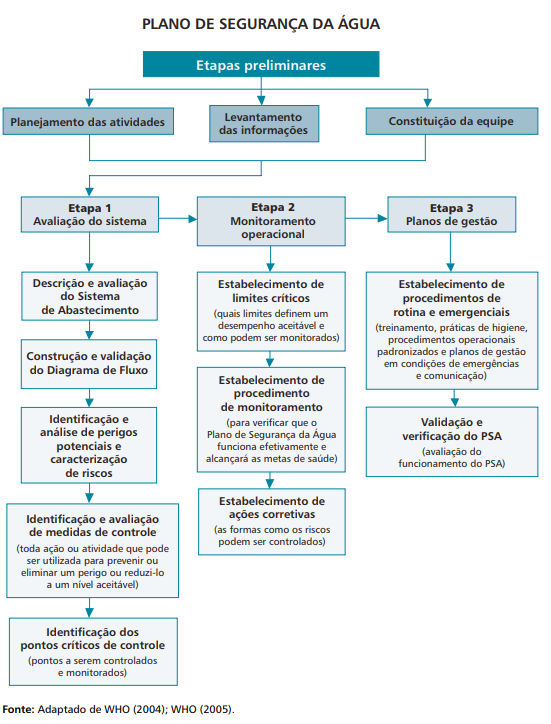 PLANO DE SEGURANÇA DA ÁGUA
Etapas preliminares
Planejamento das atividades
Levantamento
das informações
Constituição da equipe
Etapa 1
Avaliação do sistema
Descrição e avaliação
do Sistema
de Abastecimento
Construção e validação
do Diagrama de Fluxo
Identificação e
análise de perigos
potenciais e
caracterização
de riscos
Identificação e avaliação
de medidas de controle
(toda ação ou atividade que pode
ser utilizada para prevenir ou
eliminar um perigo ou reduzi-lo
a um nível aceitável)
Identificação dos
pontos críticos de controle
(pontos a serem controlados
e monitorados)
Etapa 2
Monitoramento
operacional
Estabelecimento de
limites críticos
(quais limites definem um
desempenho aceitável e
como podem ser monitorados)
Estabelecimento de
procedimento
de monitoramento
(para verificar que o
Plano de Segurança da Água
funciona efetivamente e
alcançará as metas de saúde)
Estabelecimento de
ações corretivas
(as formas como os riscos
podem ser controlados)
Etapa 3
Planos de gestão
Estabelecimento de
procedimentos de
rotina e emergenciais
(treinamento, práticas de higiene,
procedimentos operacionais
padronizados e planos de gestão
em condições de emergências
e comunicação)
Validação e
verificação do PSA
(avaliação do
funcionamento do PSA)
Fonte: Adaptado de WHO (2004); WHO (2005).